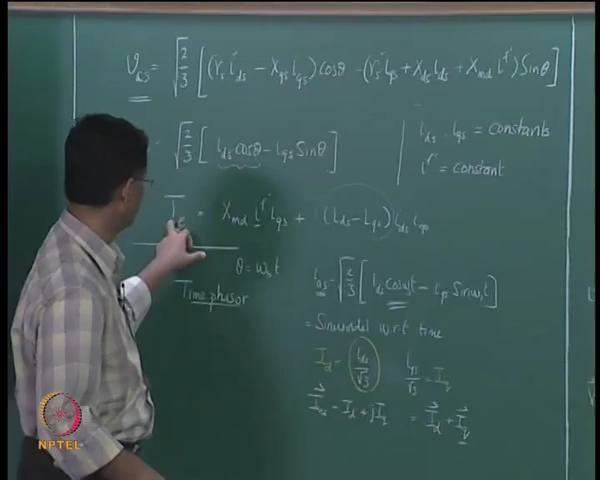 V_as = √(2/3) [ (r_s i_ds − X_qs i_qs) cosθ − (r_s i_qs + X_ds i_ds + X_md i^f') Sinθ ]
= √(2/3) [ i_ds cosθ − i_qs Sinθ ]
i_ds, i_qs = constants
i^f' = constant
T_e = X_md i^f' i_qs + (L_ds − L_qs) i_ds i_qs
θ = ω_s t
Time phasor
i_as = √(2/3) [ i_ds cosω_s t − i_qs Sinω_s t ]
= Sinusoidal w.r.t time
I_d = i_ds/√3 i_qs/√3 = I_q
I_a = I_d + jI_q = I_d + I_q
NPTEL